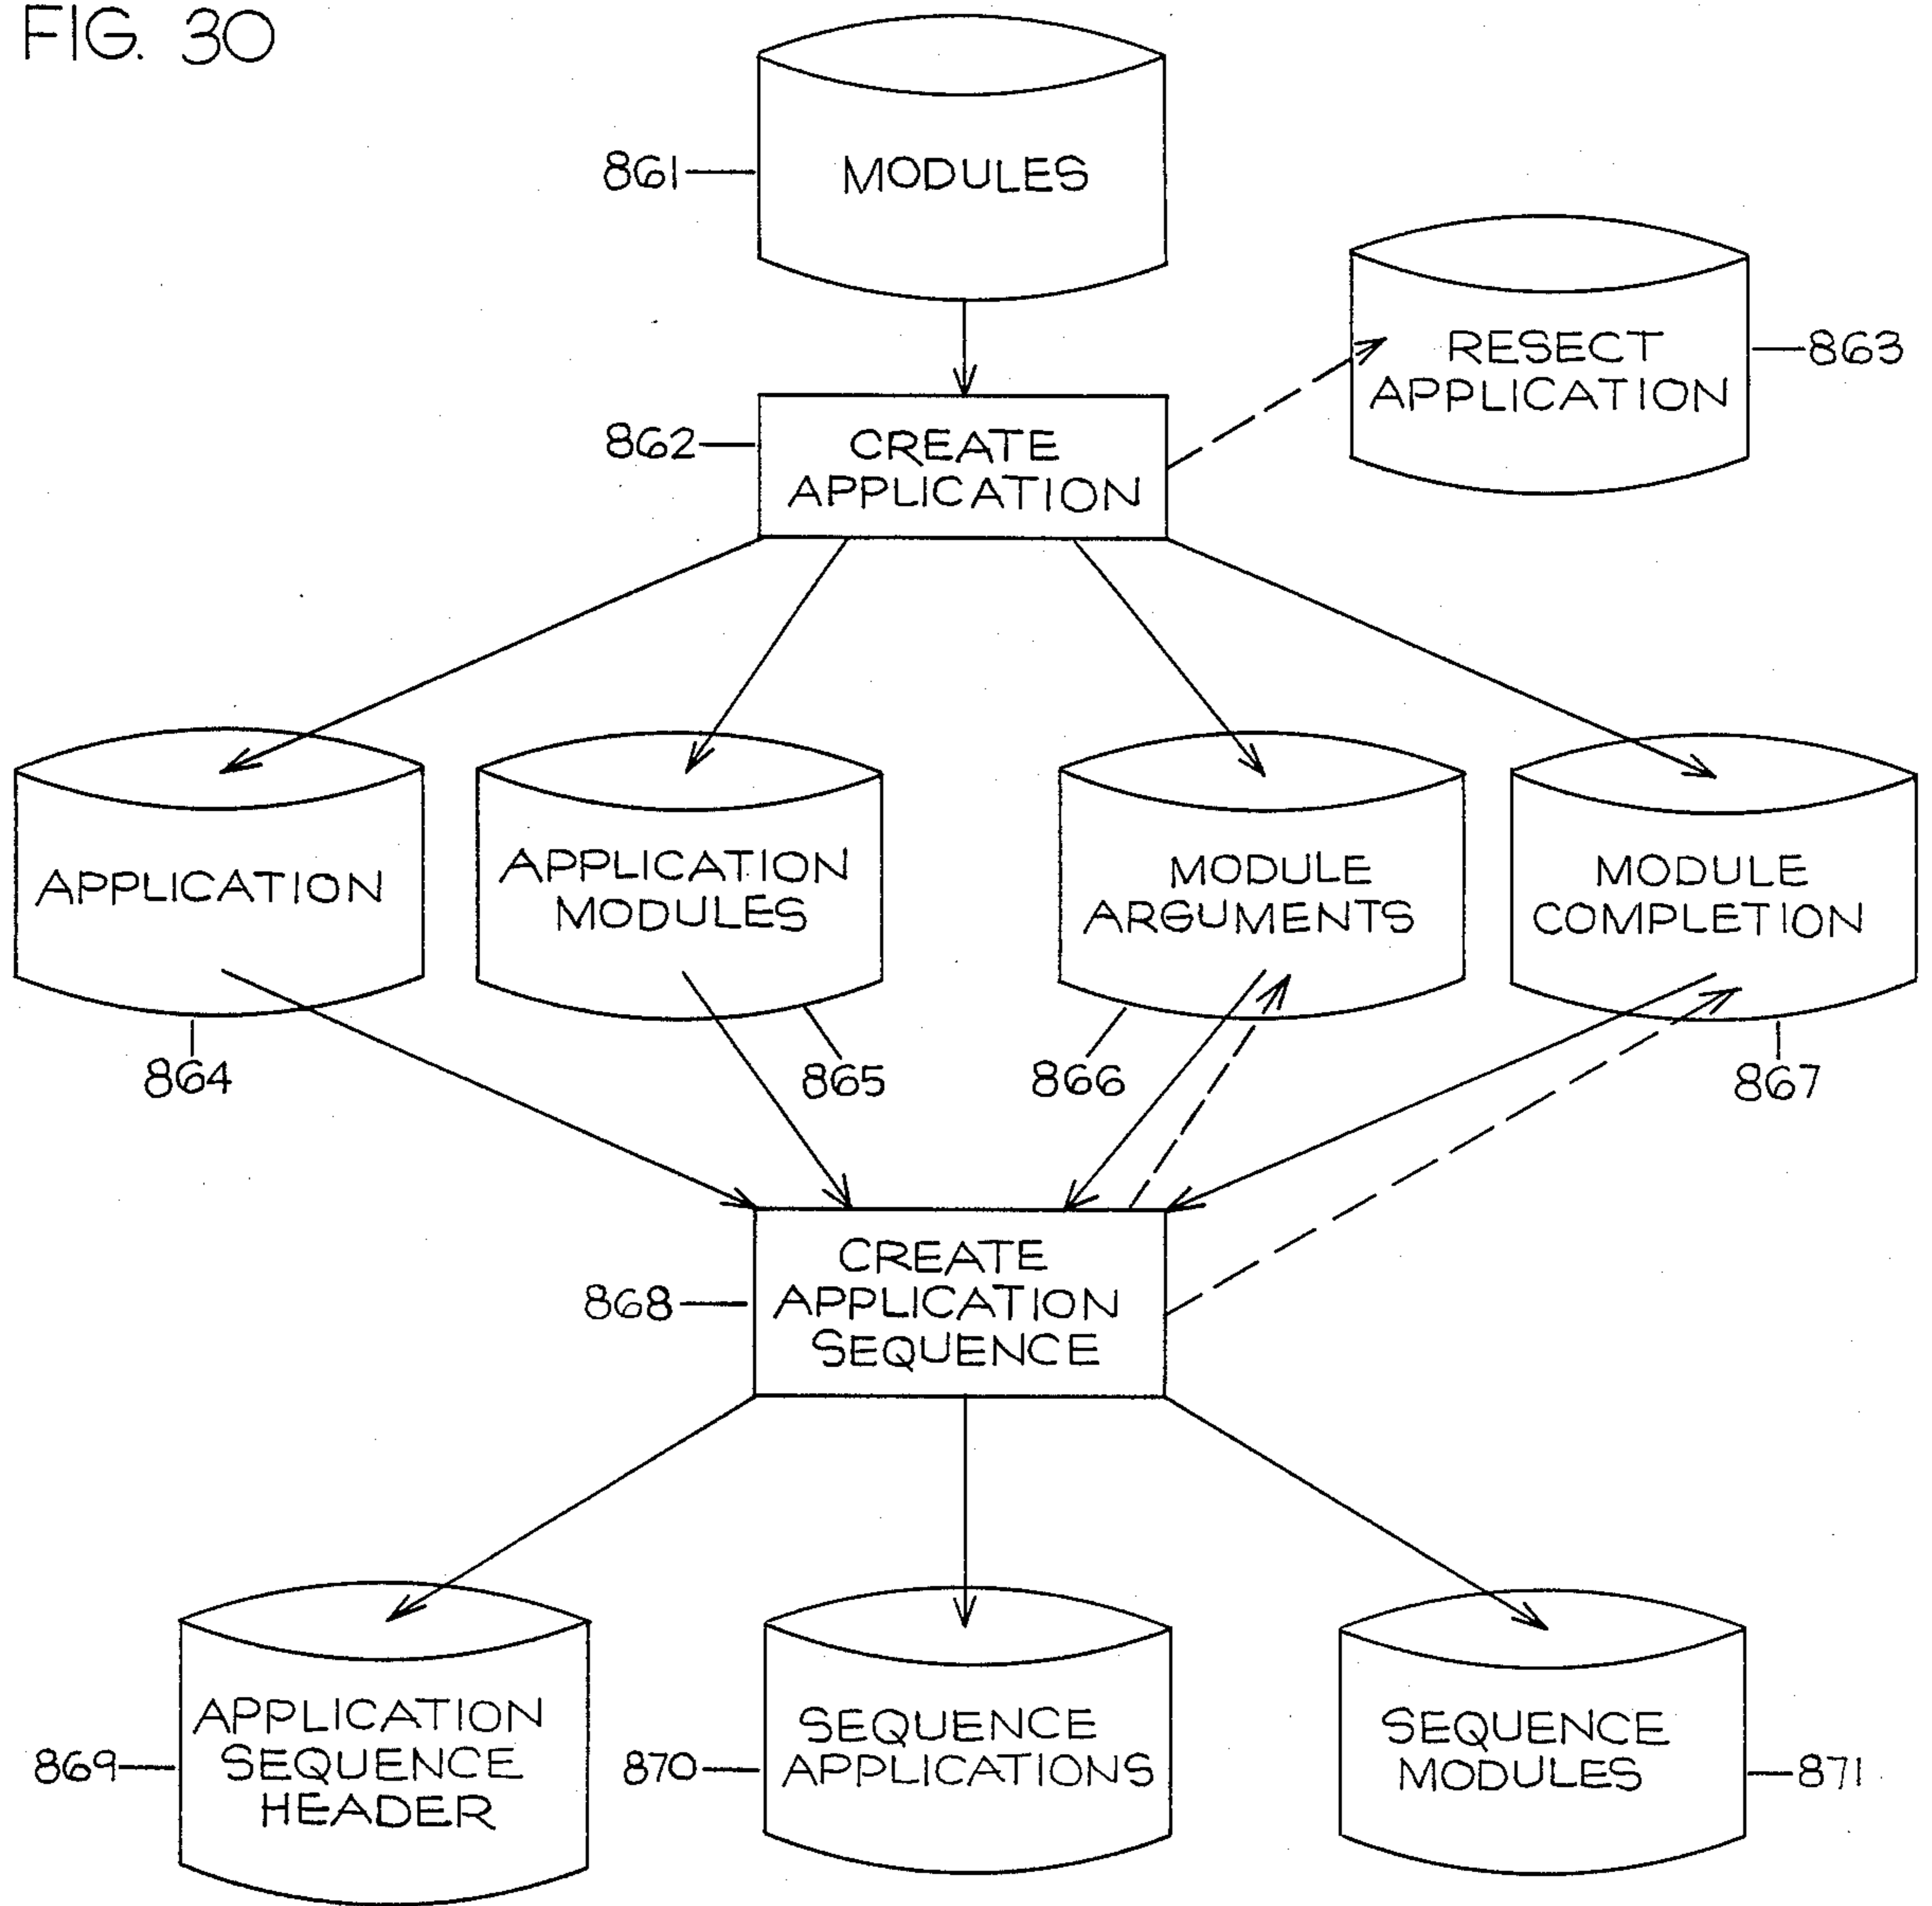 FIG. 30
861
MODULES
RESECT
APPLICATION
863
862
CREATE
APPLICATION
APPLICATION
APPLICATION
MODULES
MODULE
ARGUMENTS
MODULE
COMPLETION
864
865
866
867
868
CREATE
APPLICATION
SEQUENCE
869
APPLICATION
SEQUENCE
HEADER
870
SEQUENCE
APPLICATIONS
SEQUENCE
MODULES
871